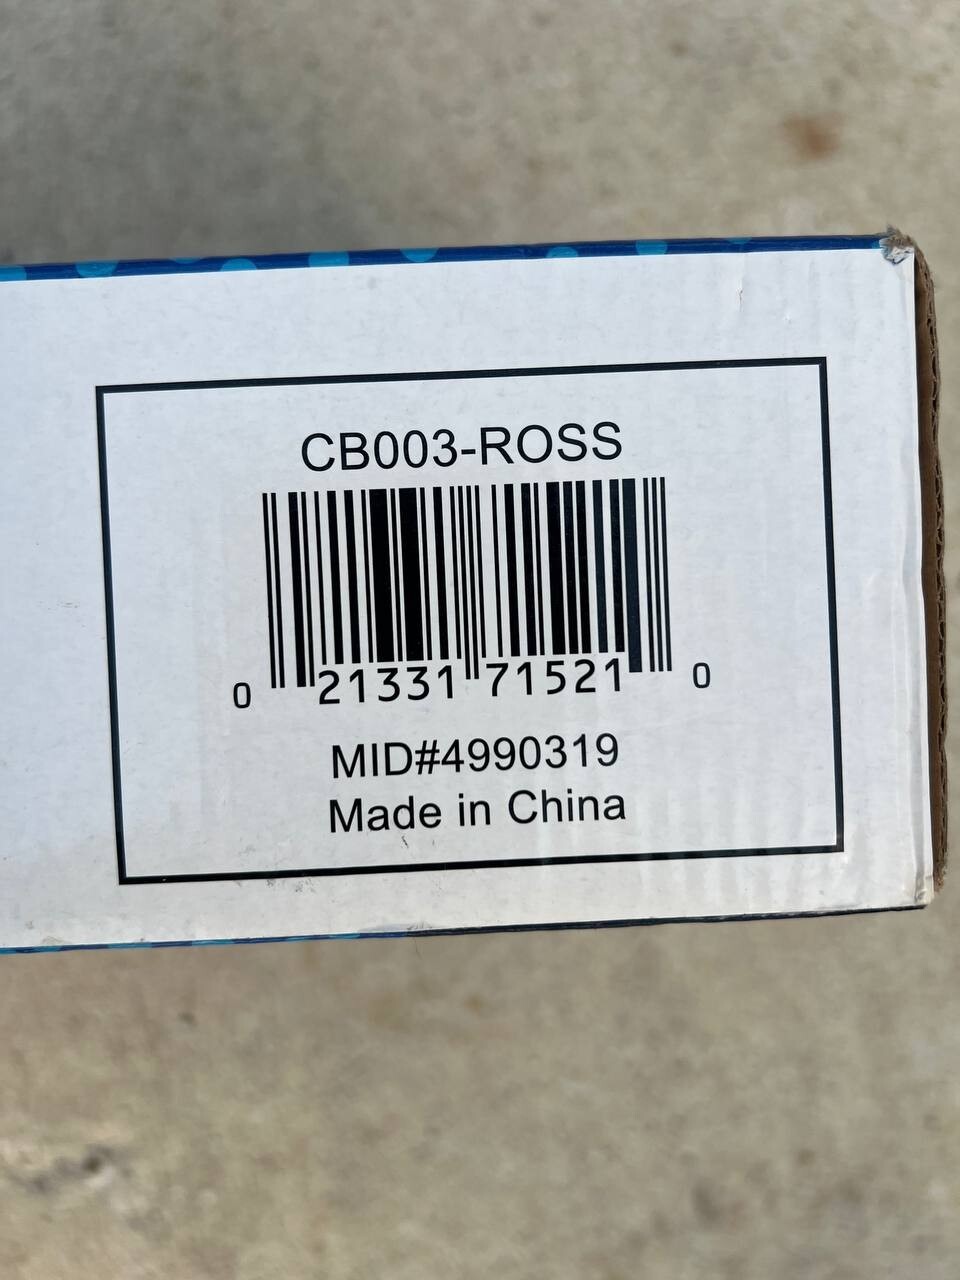 CB003-ROSS
0 21331 71521 0
MID#4990319
Made in China